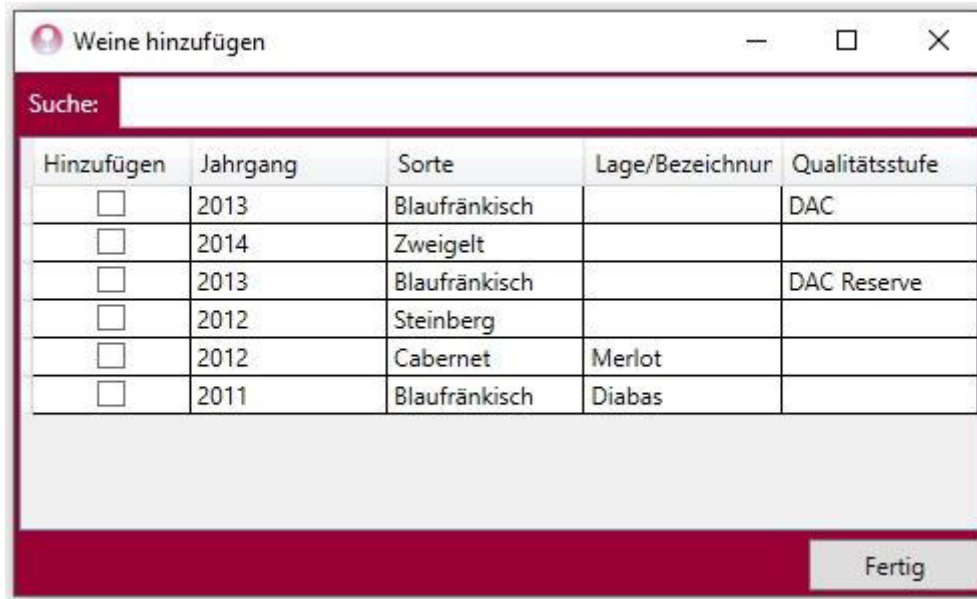 Weine hinzufügen
Suche:
Hinzufügen Jahrgang Sorte Lage/Bezeichnur Qualitätsstufe
2013 Blaufränkisch DAC
2014 Zweigelt
2013 Blaufränkisch DAC Reserve
2012 Steinberg
2012 Cabernet Merlot
2011 Blaufränkisch Diabas
Fertig